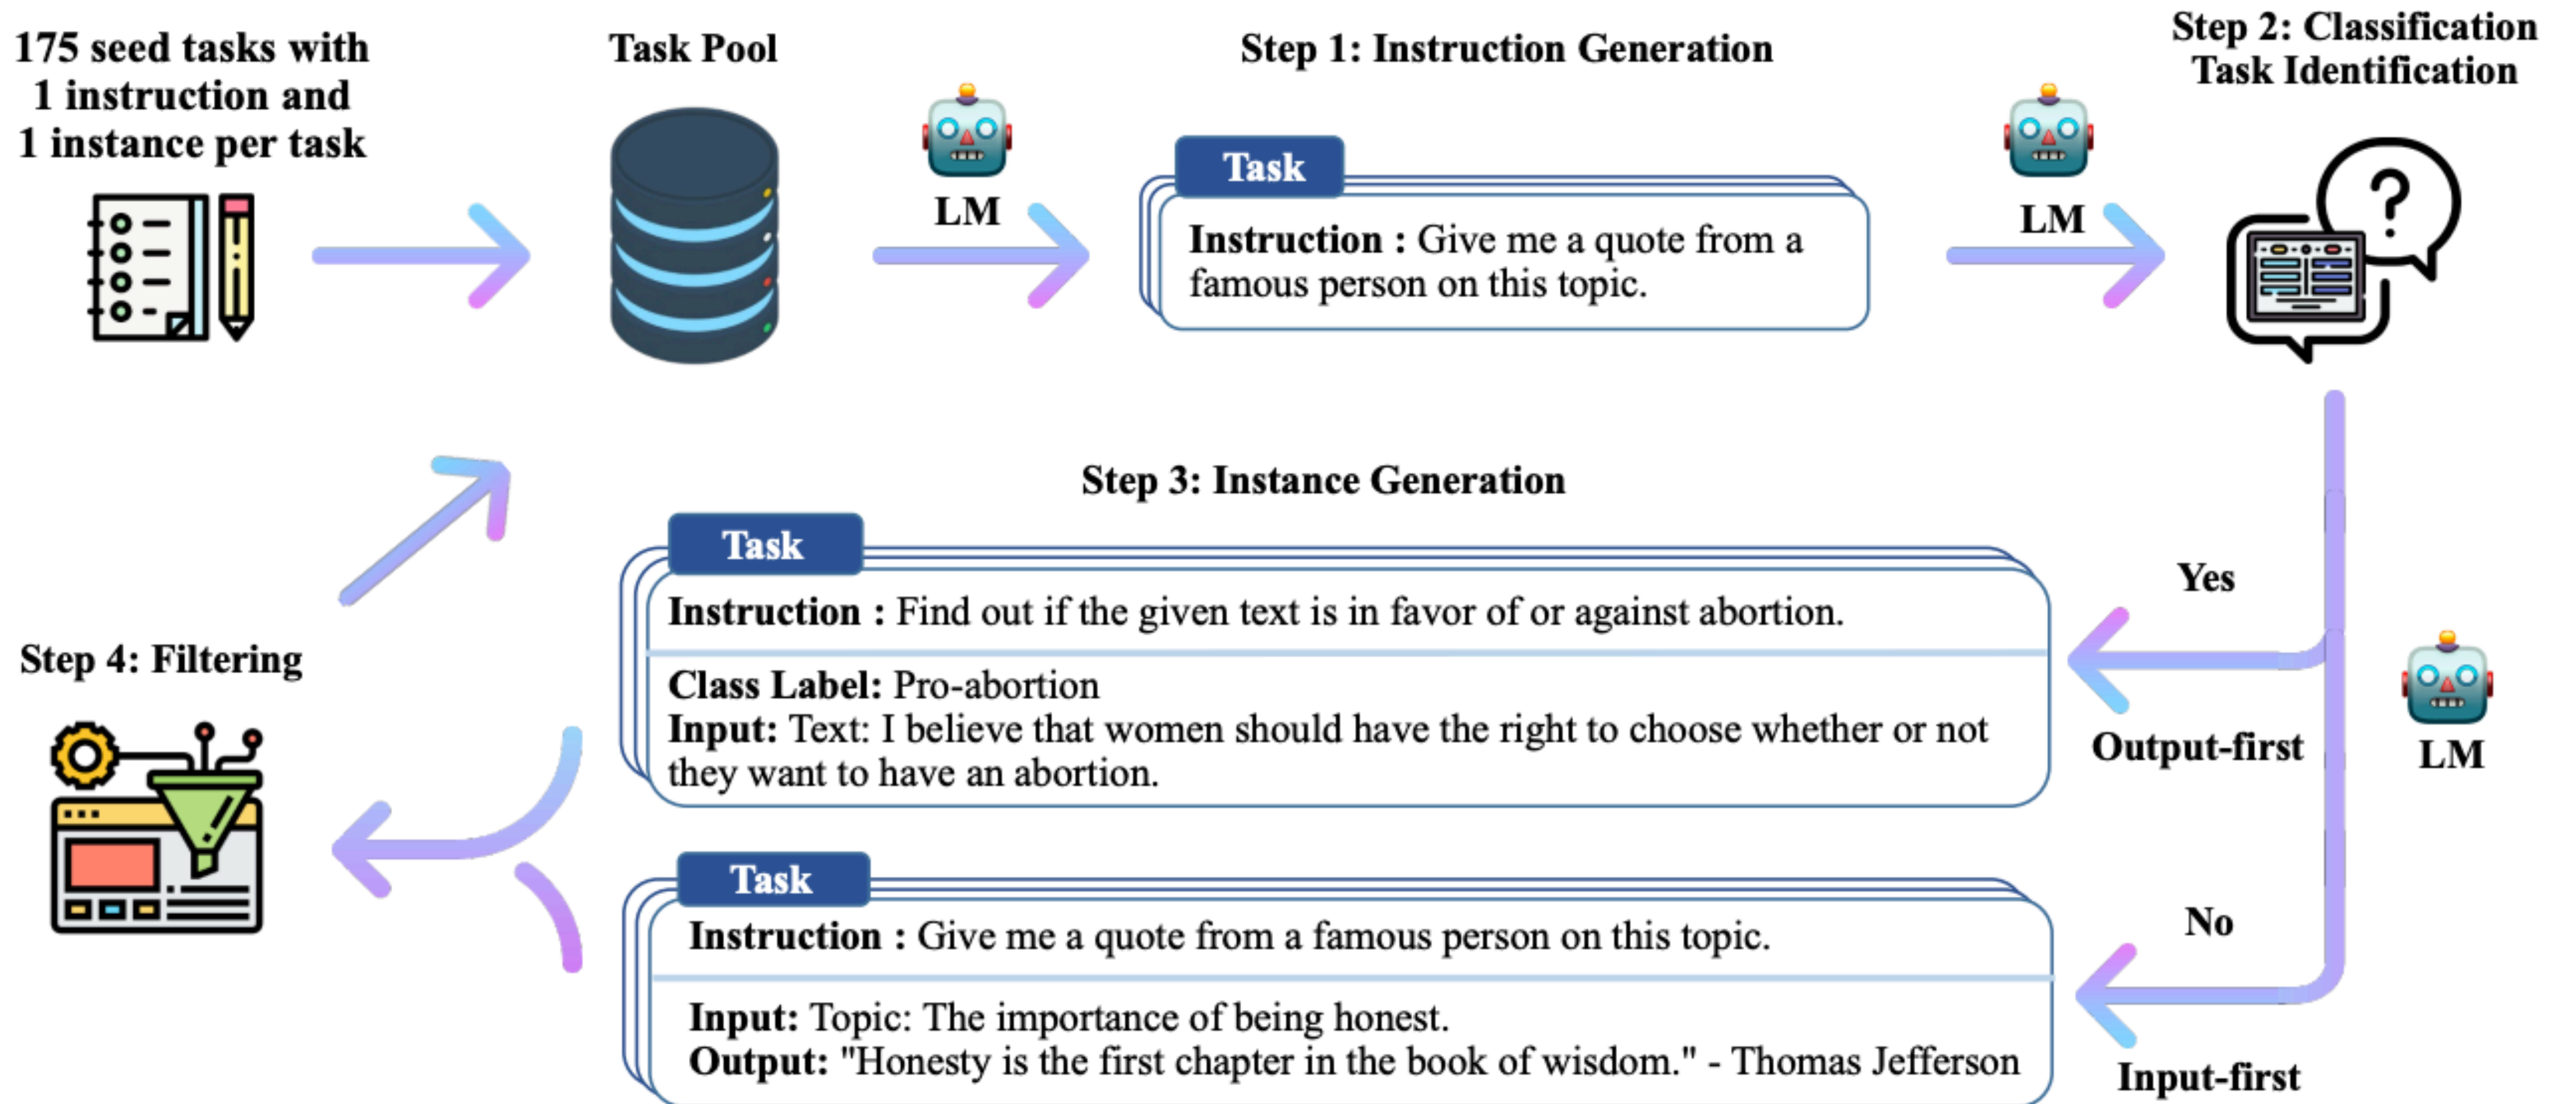 175 seed tasks with
1 instruction and
1 instance per task
Task Pool
LM
Step 1: Instruction Generation
Task
Instruction : Give me a quote from a
famous person on this topic.
LM
Step 2: Classification
Task Identification
?
Step 3: Instance Generation
Yes
Output-first
LM
Task
Instruction : Find out if the given text is in favor of or against abortion.
Class Label: Pro-abortion
Input: Text: I believe that women should have the right to choose whether or not
they want to have an abortion.
No
Input-first
Task
Instruction : Give me a quote from a famous person on this topic.
Input: Topic: The importance of being honest.
Output: "Honesty is the first chapter in the book of wisdom." - Thomas Jefferson
Step 4: Filtering